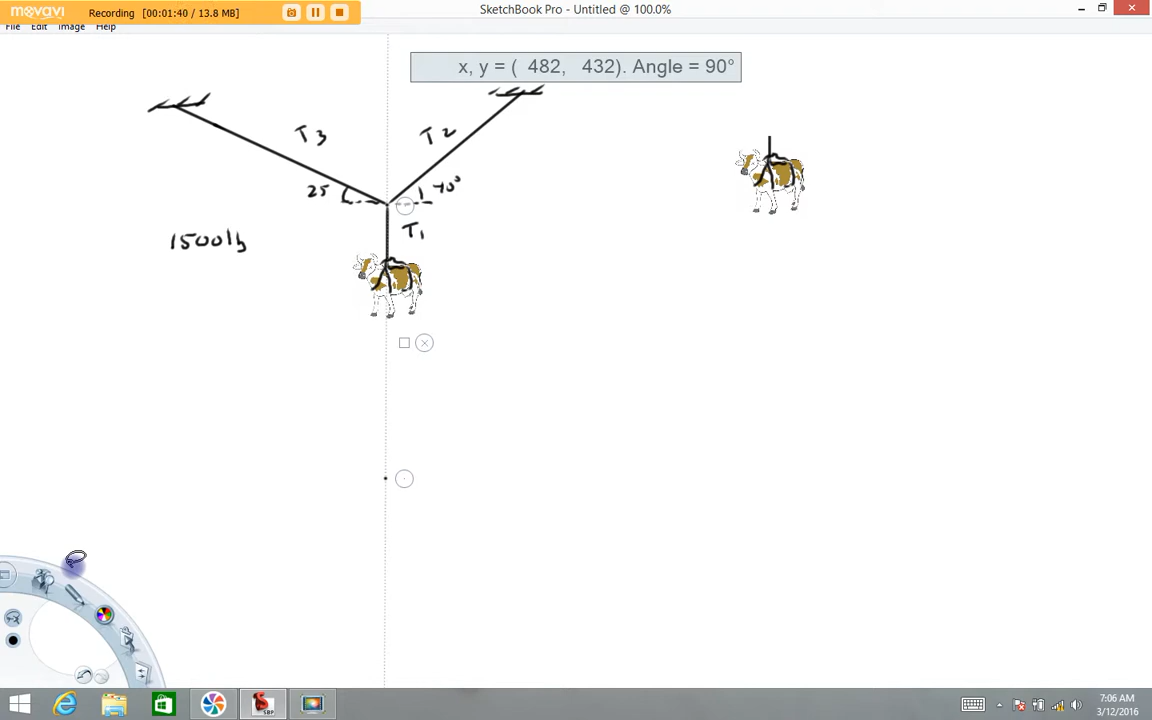 movavi
Recording [00:01:40 / 13.8 MB]
SketchBook Pro - Untitled @ 100.0%
File Edit Image Help
x, y = ( 482, 432). Angle = 90°
T3
T2
25
40°
T1
1500lb
SBP
7:06 AM
3/12/2016